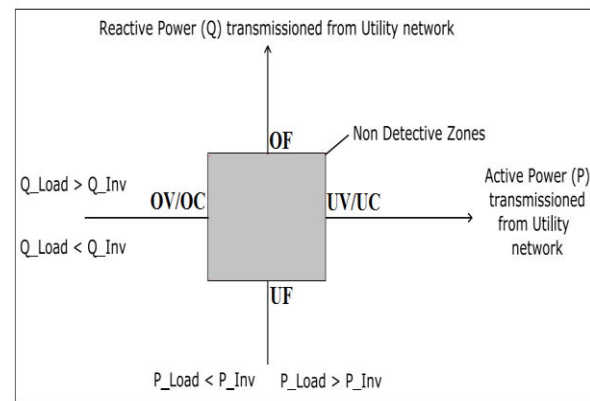 Reactive Power (Q) transmissioned from Utility network
OF
Non Detective Zones
Q_Load > Q_Inv
OV/OC
UV/UC
Active Power (P)
transmissioned
from Utility
network
Q_Load < Q_Inv
UF
P_Load < P_Inv P_Load > P_Inv